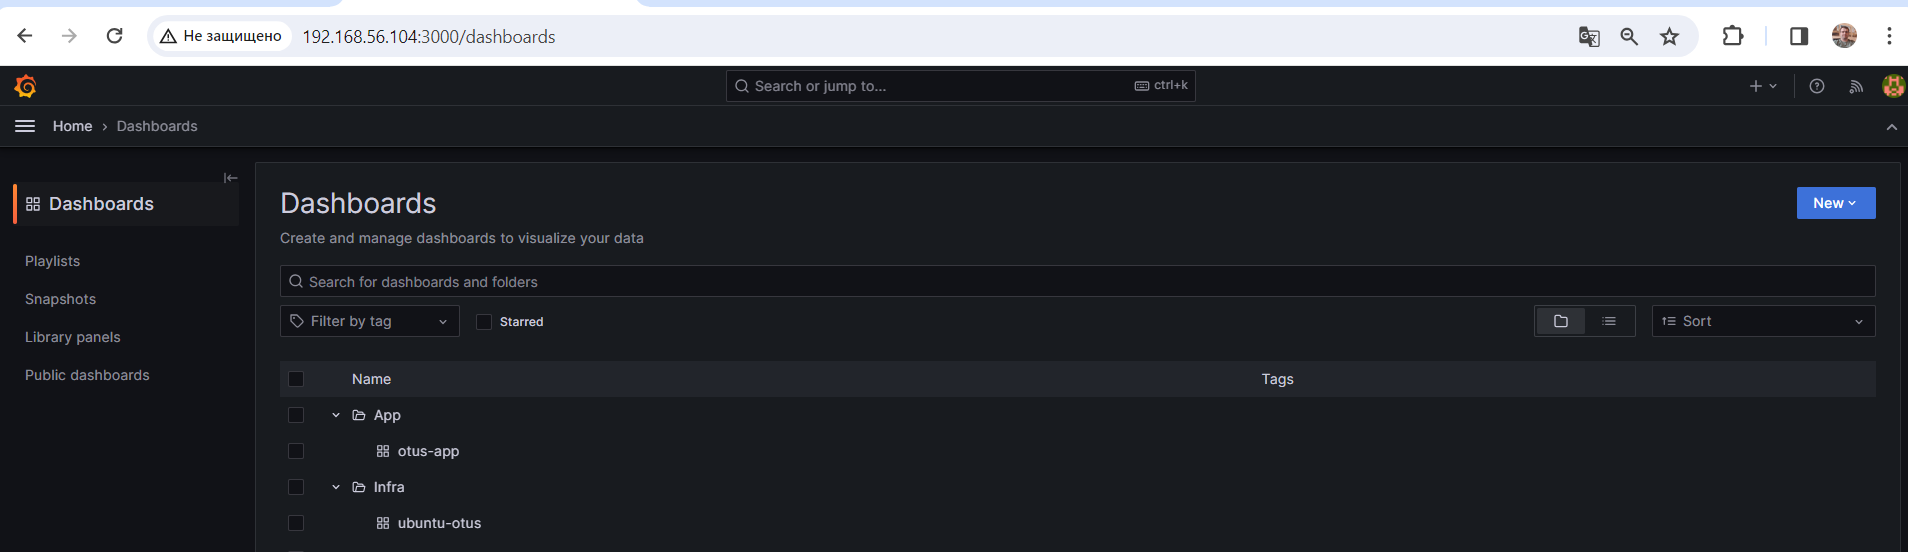 Не защищено 192.168.56.104:3000/dashboards
Search or jump to... ctrl+k
Home › Dashboards
Dashboards
Playlists
Snapshots
Library panels
Public dashboards
Dashboards
New
Create and manage dashboards to visualize your data
Search for dashboards and folders
Filter by tag Starred Sort
Name Tags
App
otus-app
Infra
ubuntu-otus